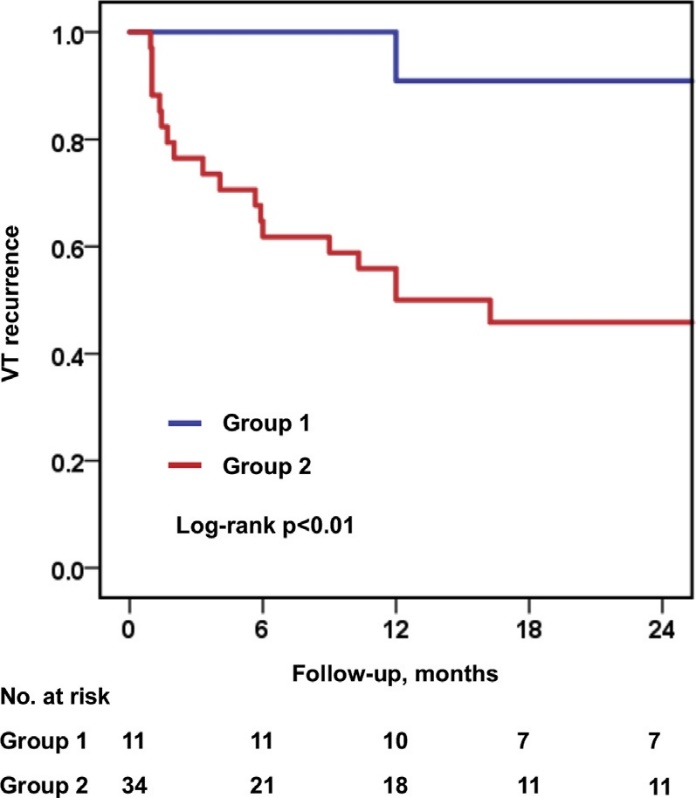 1.0
0.8
0.6
0.4
0.2
0.0
VT recurrence
Group 1
Group 2
Log-rank p<0.01
0 6 12 18 24
Follow-up, months
No. at risk
Group 1 11 11 10 7 7
Group 2 34 21 18 11 11